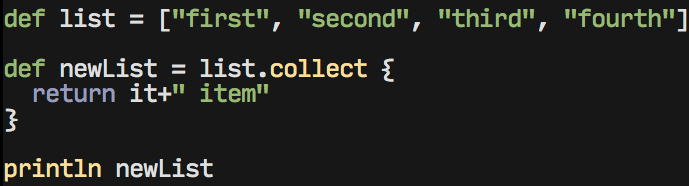 def list = ["first", "second", "third", "fourth"]
def newList = list.collect {
  return it+" item"
}
println newList